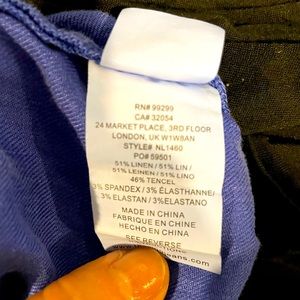 RN# 99299
CA# 32054
24 MARKET PLACE, 3RD FLOOR
LONDON, UK W1W8AN
STYLE# NL1460
PO# 59501
51% LINEN / 51% LIN /
51% LEINEN / 51% LINO
46% TENCEL
3% SPANDEX / 3% ÉLASTHANNE/
3% ELASTAN / 3%ELASTANO
MADE IN CHINA
FABRIQUE EN CHINE
HECHO EN CHINA
SEE REVERSE